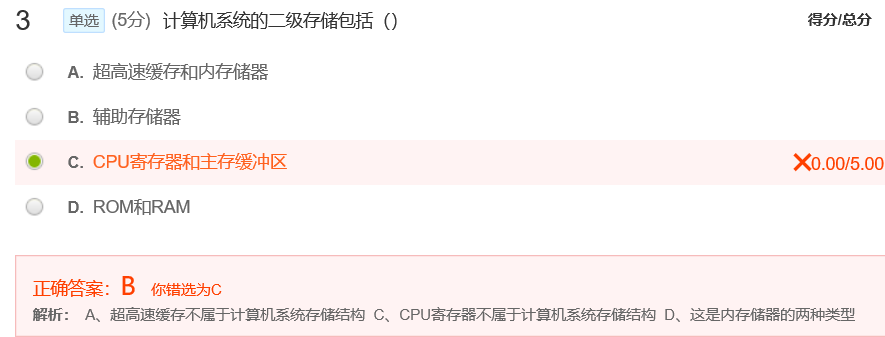 3 单选 (5分) 计算机系统的二级存储包括（） 得分/总分
A. 超高速缓存和内存储器
B. 辅助存储器
C. CPU寄存器和主存缓冲区 0.00/5.00
D. ROM和RAM
正确答案：B 你错选为C
解析： A、超高速缓存不属于计算机系统存储结构 C、CPU寄存器不属于计算机系统存储结构 D、这是内存储器的两种类型